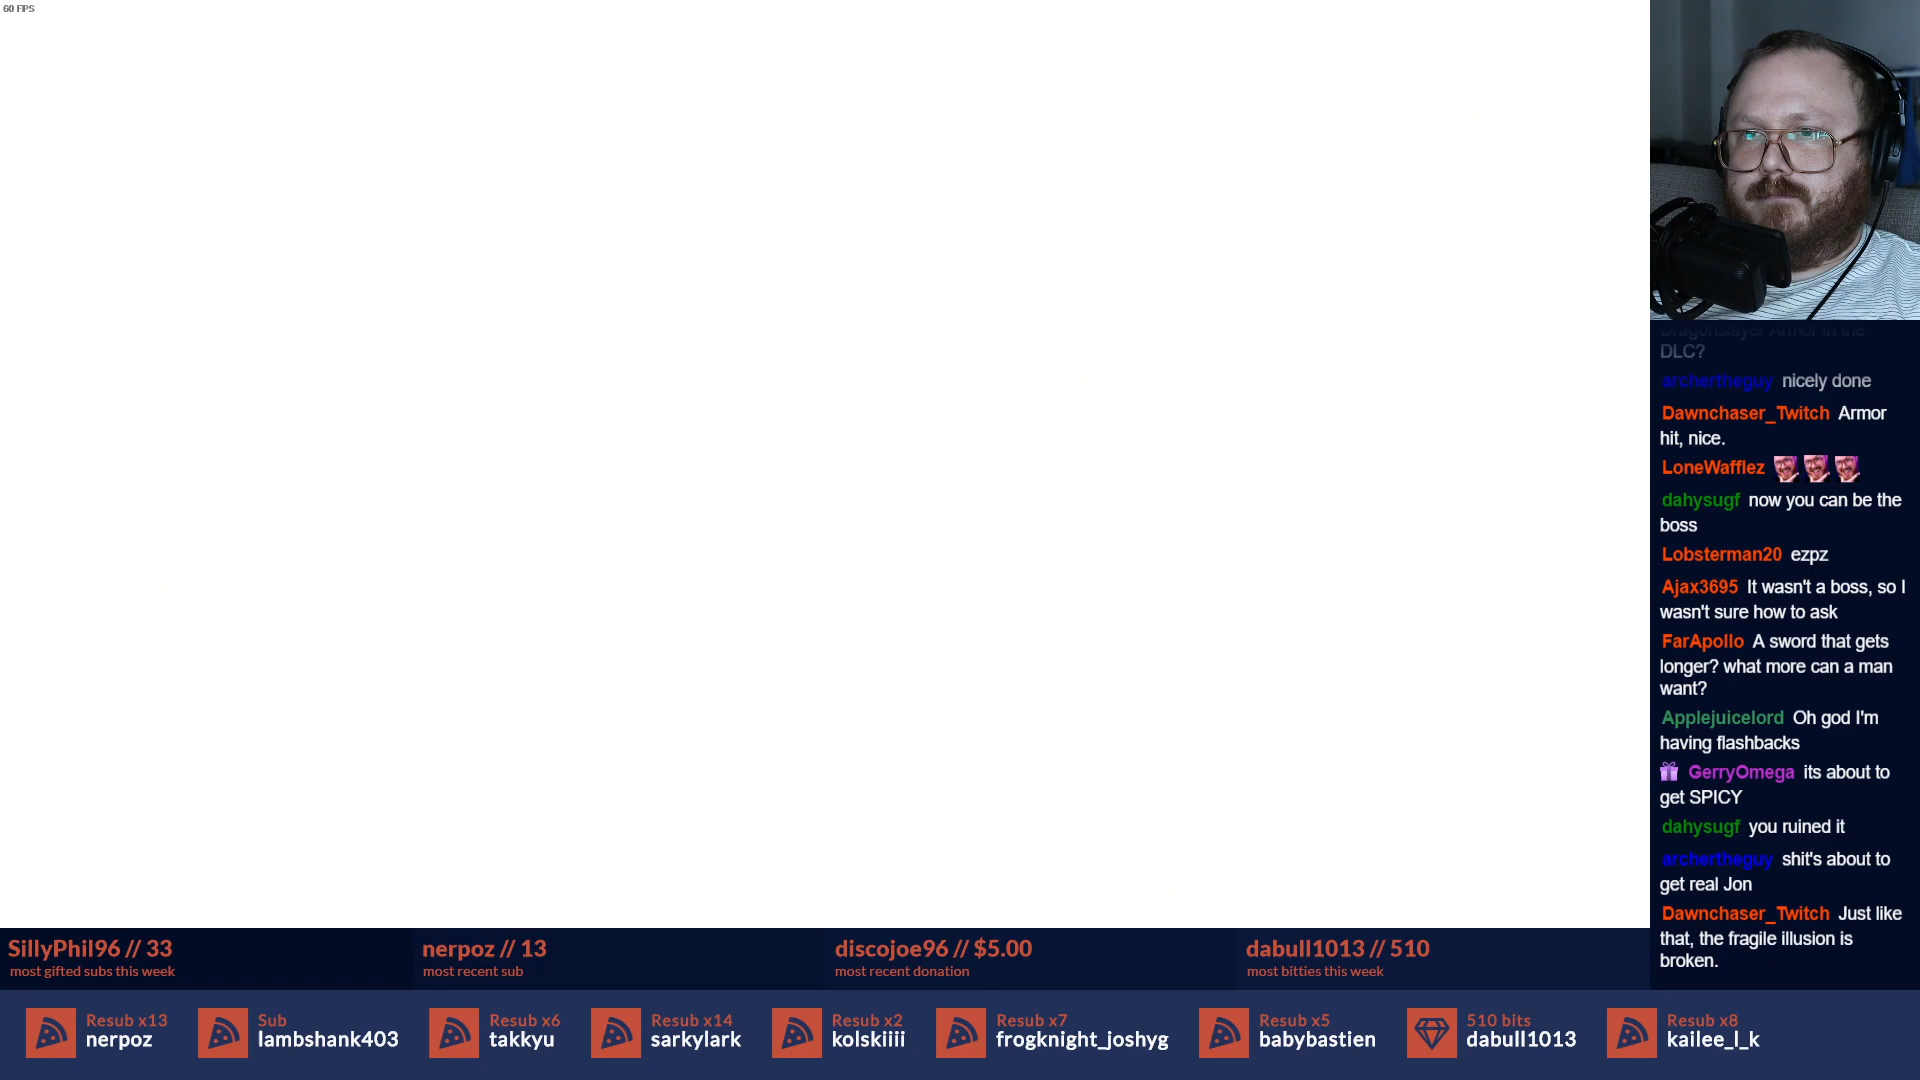 60 FPS
Dragonslayer Armor in the
DLC?
archertheguy nicely done
Dawnchaser_Twitch Armor
hit, nice.
LoneWafflez
dahysugf now you can be the
boss
Lobsterman20 ezpz
Ajax3695 It wasn't a boss, so I
wasn't sure how to ask
FarApollo A sword that gets
longer? what more can a man
want?
Applejuicelord Oh god I'm
having flashbacks
GerryOmega its about to
get SPICY
dahysugf you ruined it
archertheguy shit's about to
get real Jon
Dawnchaser_Twitch Just like
that, the fragile illusion is
broken.
SillyPhil96 // 33
most gifted subs this week
nerpoz // 13
most recent sub
discojoe96 // $5.00
most recent donation
dabull1013 // 510
most bitties this week
Resub x13
nerpoz
Sub
lambshank403
Resub x6
takkyu
Resub x14
sarkylark
Resub x2
kolskiiii
Resub x7
frogknight_joshyg
Resub x5
babybastien
510 bits
dabull1013
Resub x8
kailee_l_k